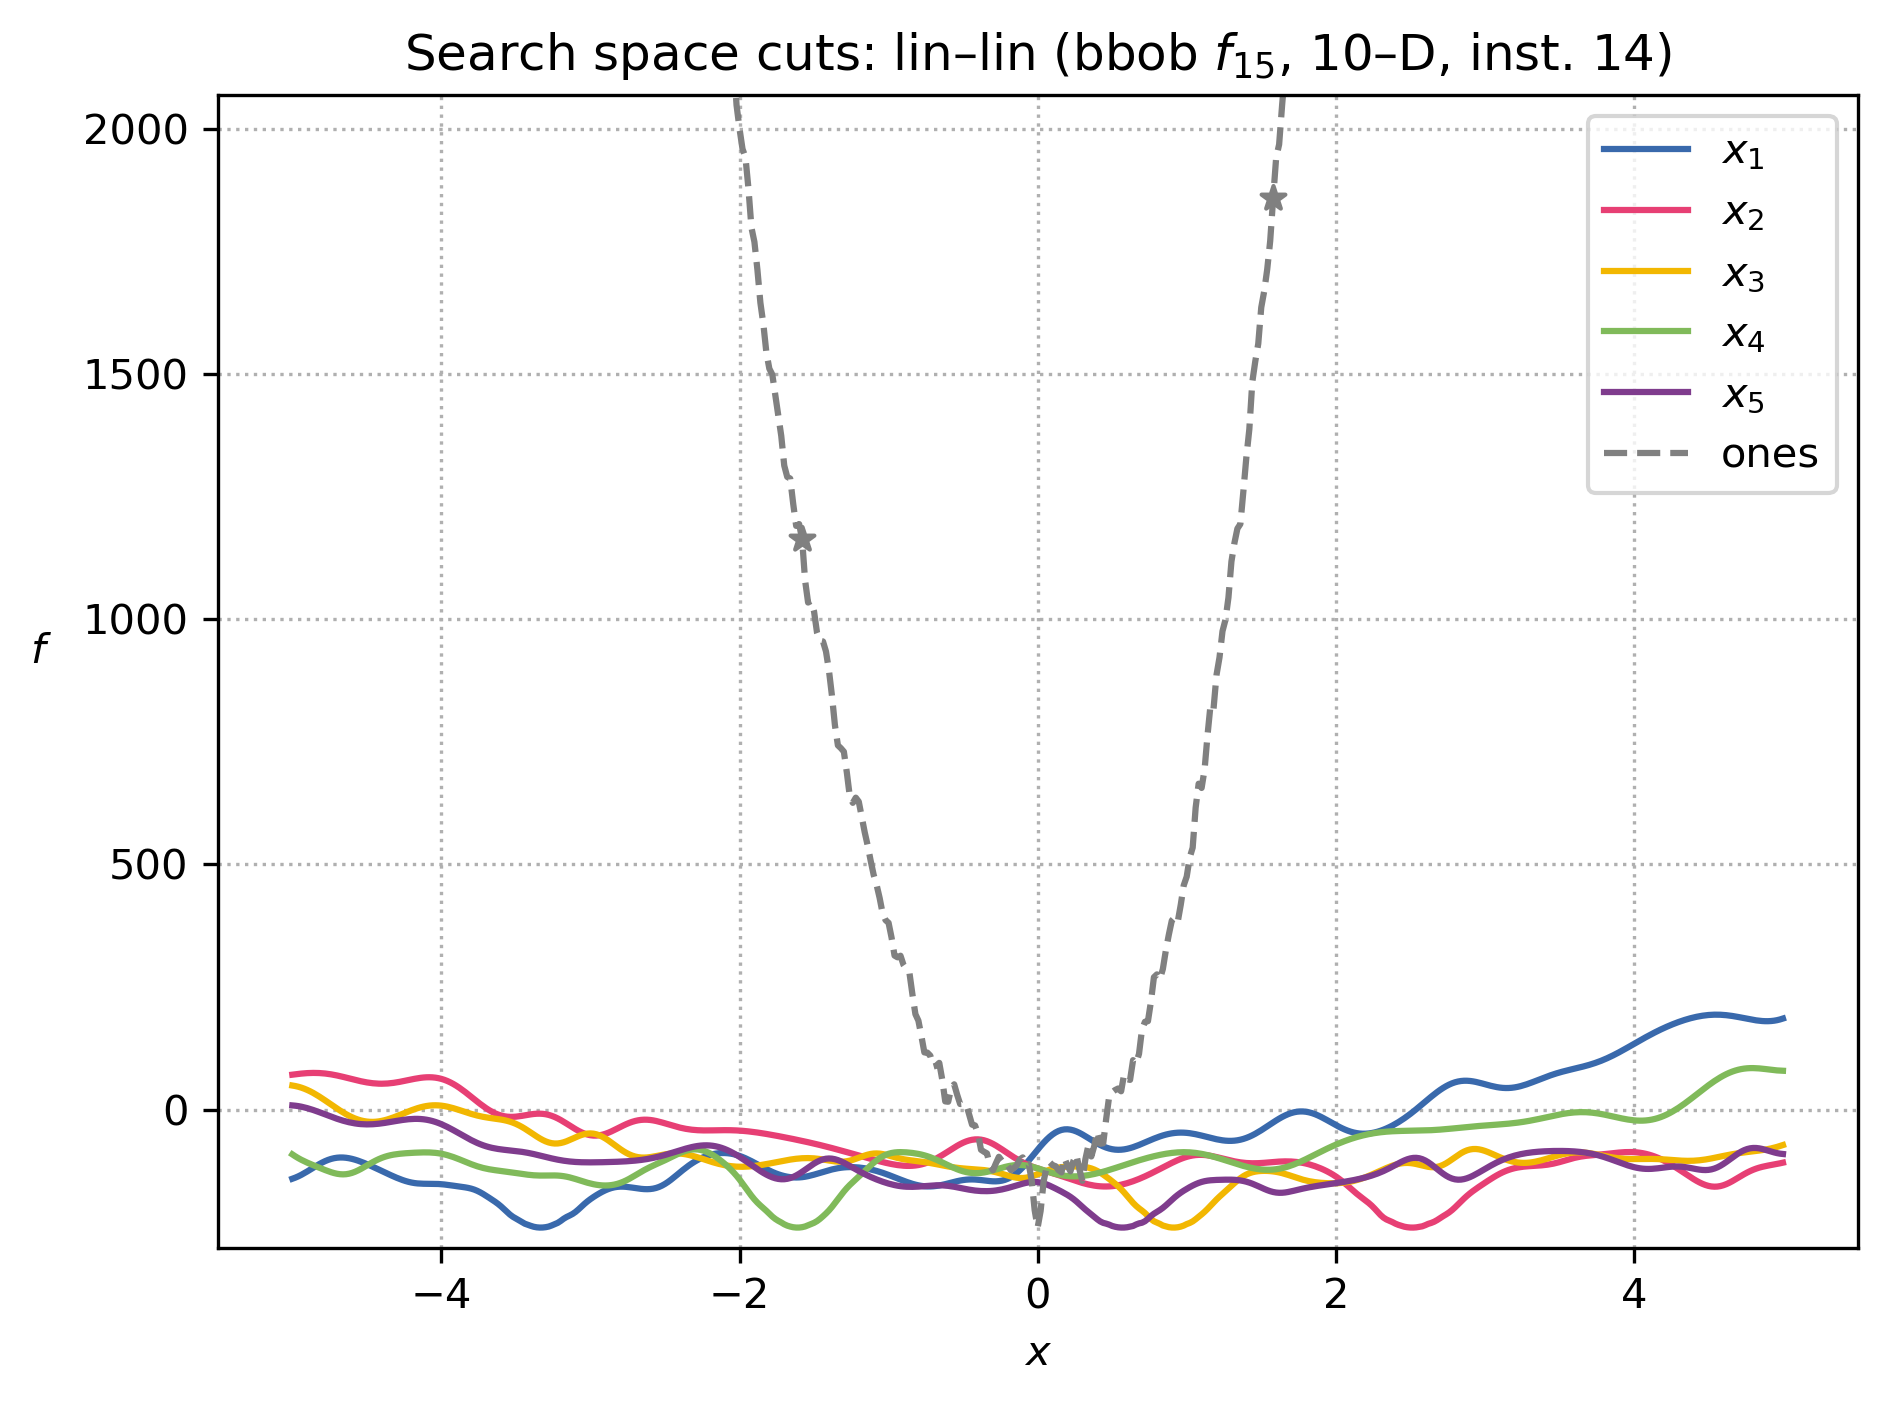 Search space cuts: lin–lin (bbob f₁₅, 10–D, inst. 14)
2000
1500
1000
500
0
f
−4
−2
0
2
4
x
x₁
x₂
x₃
x₄
x₅
ones